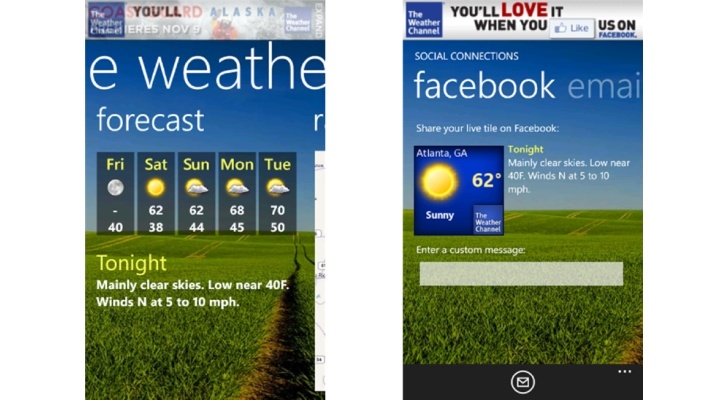 The
Weather
Channel
YOU'LL
ALASKA
NOV 9
The
Weather
Channel
EXPAND
e weathe
forecast
r
Fri Sat Sun Mon Tue
- 62 62 68 70
40 38 44 45 50
Tonight
Mainly clear skies. Low near 40F.
Winds N at 5 to 10 mph.
The
Weather
Channel
YOU'LL LOVE IT
WHEN YOU Like US ON
FACEBOOK.
SOCIAL CONNECTIONS
facebook emai
Share your live tile on Facebook:
Atlanta, GA
62°
Sunny
The
Weather
Channel
Tonight
Mainly clear skies. Low near
40F. Winds N at 5 to 10
mph.
Enter a custom message:
...